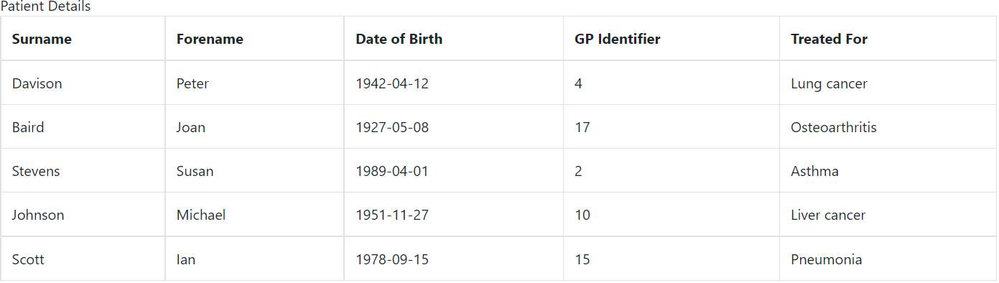 Patient Details
Surname Forename Date of Birth GP Identifier Treated For
Davison Peter 1942-04-12 4 Lung cancer
Baird Joan 1927-05-08 17 Osteoarthritis
Stevens Susan 1989-04-01 2 Asthma
Johnson Michael 1951-11-27 10 Liver cancer
Scott Ian 1978-09-15 15 Pneumonia